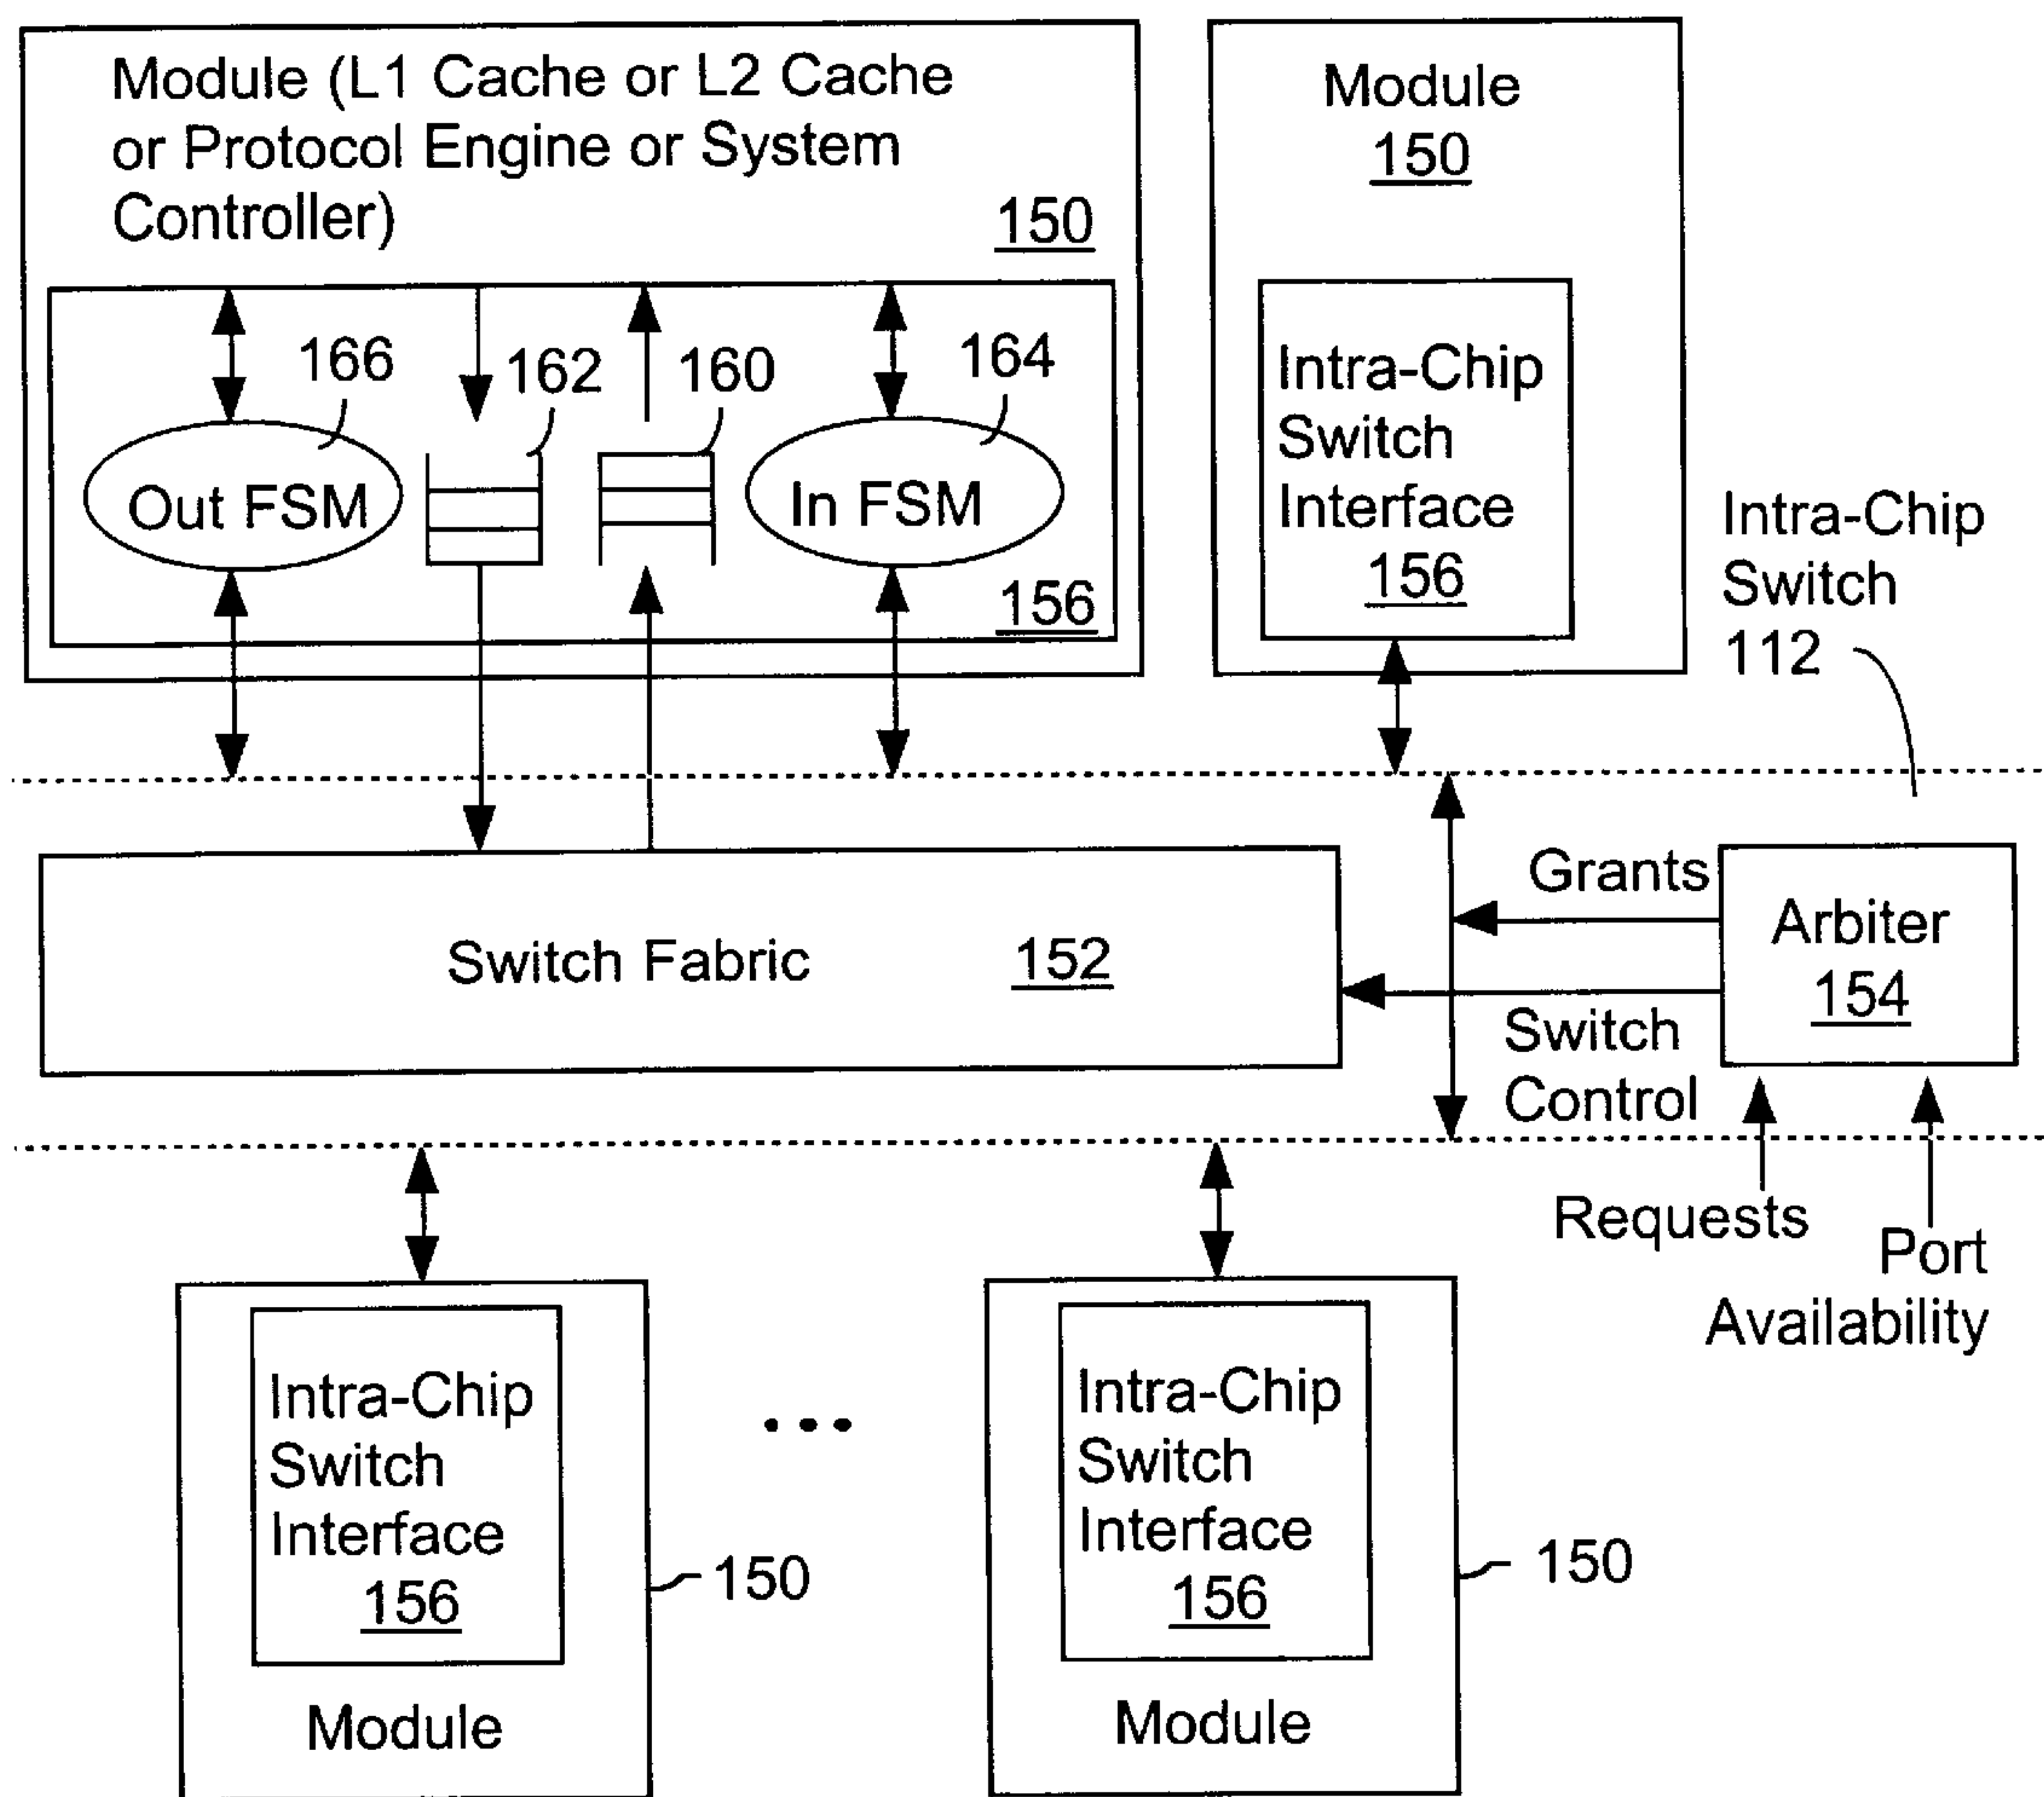 Module (L1 Cache or L2 Cache
or Protocol Engine or System
Controller)
150
166
162
160
164
Out FSM
In FSM
156
Module
150
Intra-Chip
Switch
Interface
156
Intra-Chip
Switch
112
Switch Fabric 152
Grants
Arbiter
154
Switch
Control
Requests
Port
Availability
Intra-Chip
Switch
Interface
156
150
Module
...
Intra-Chip
Switch
Interface
156
150
Module